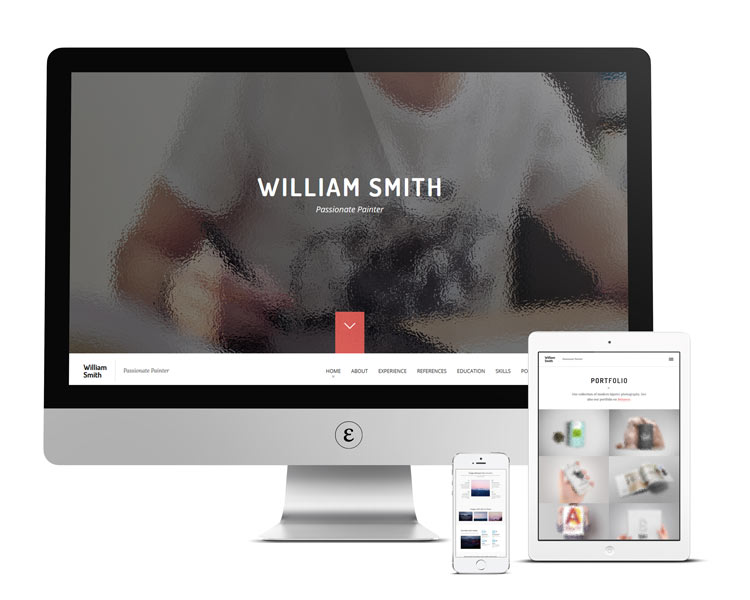 WILLIAM SMITH
Passionate Painter
William
Smith
Passionate Painter
HOME ABOUT EXPERIENCE REFERENCES EDUCATION SKILLS PO
ε
William
Smith
Passionate Painter
PORTFOLIO
A